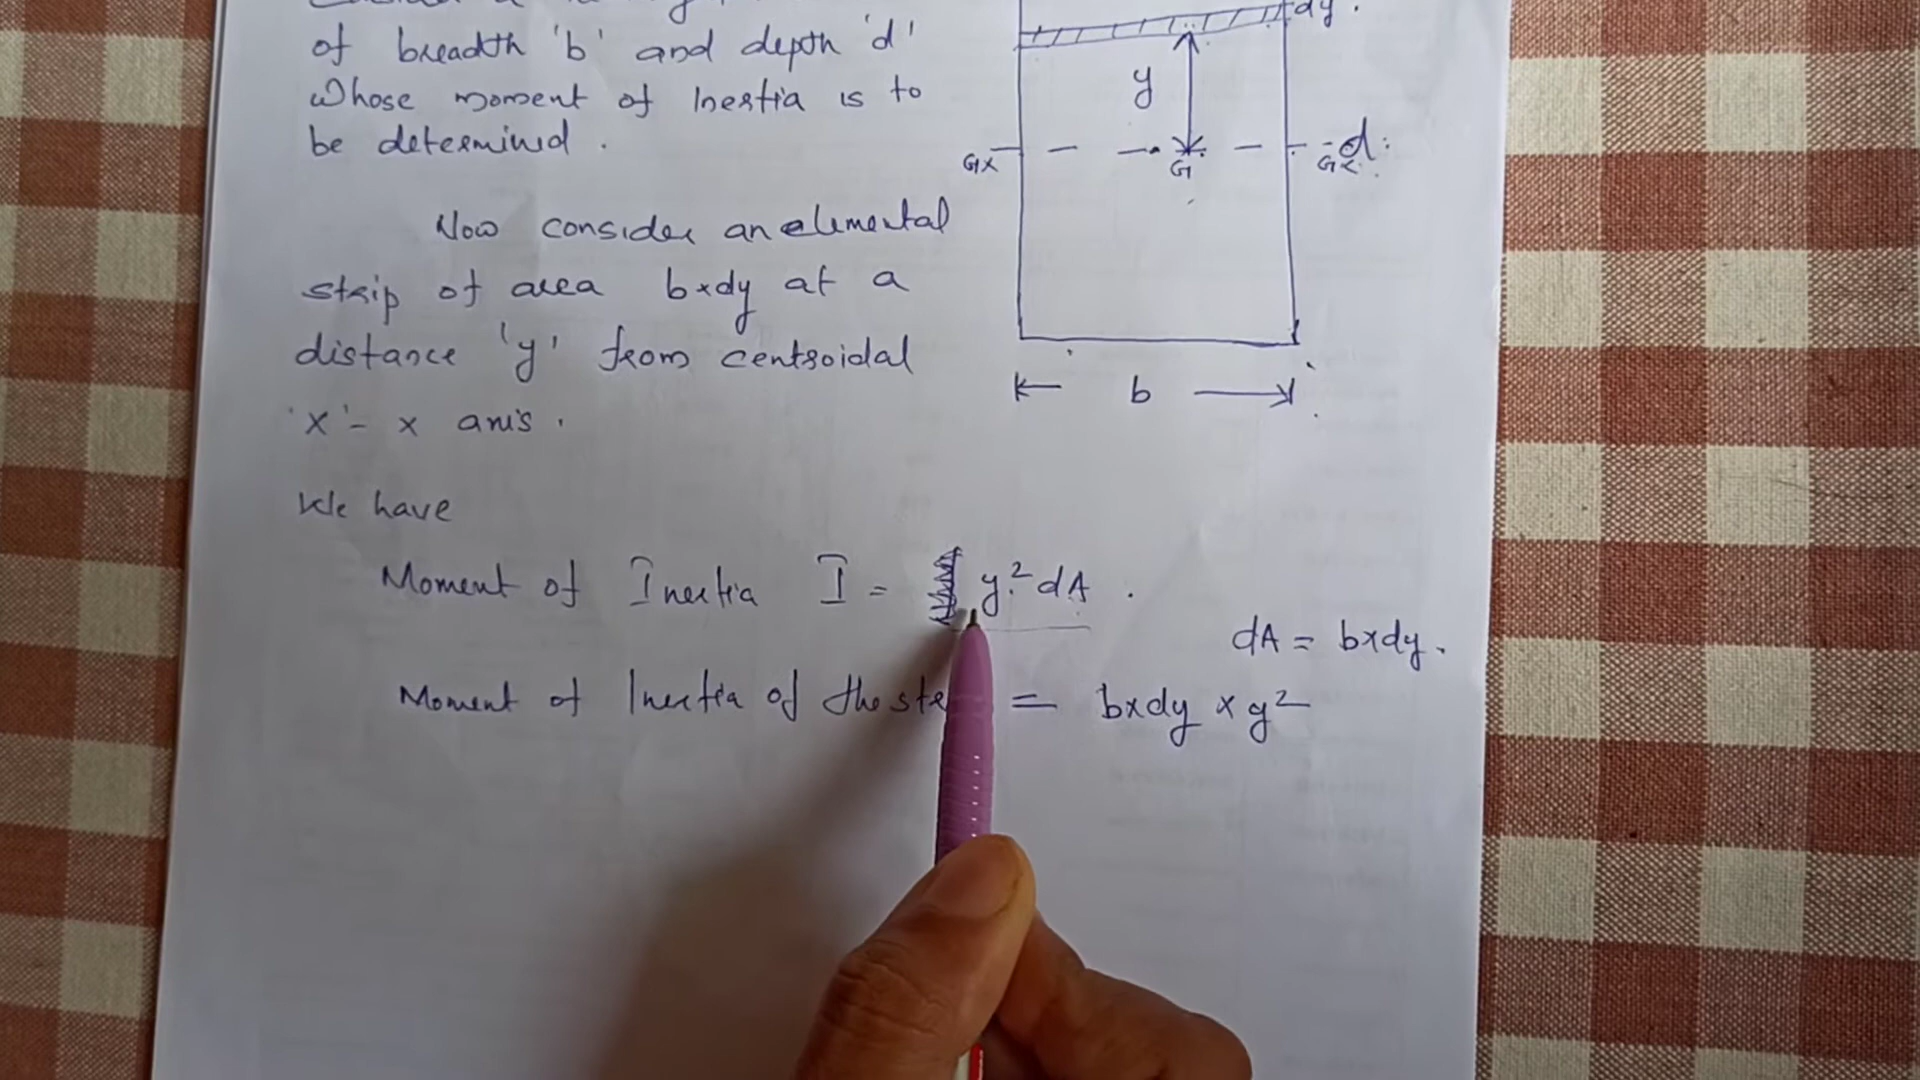 of breadth 'b' and depth 'd'
whose moment of Inertia is to
be determined .
Now consider an elemental
strip of area b×dy at a
distance 'y' from centroidal
'x' - x axis .
We have
Moment of Inertia I = y² dA .
dA = b×dy .
Moment of Inertia of the = b×dy × y²
dy .
y
d
Gx
G
Gx
b